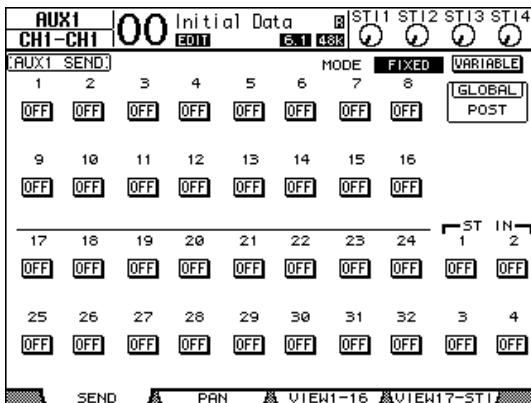 AUX1
CH1-CH1
00 Initial Data R
EDIT 6.1 48K
STI1 STI2 STI3 STI4
AUX1 SEND
MODE FIXED VARIABLE
GLOBAL
POST
1 2 3 4 5 6 7 8
OFF OFF OFF OFF OFF OFF OFF OFF
9 10 11 12 13 14 15 16
OFF OFF OFF OFF OFF OFF OFF OFF
ST IN
17 18 19 20 21 22 23 24 1 2
OFF OFF OFF OFF OFF OFF OFF OFF OFF OFF
25 26 27 28 29 30 31 32 3 4
OFF OFF OFF OFF OFF OFF OFF OFF OFF OFF
SEND PAN VIEW1-16 VIEW17-STI